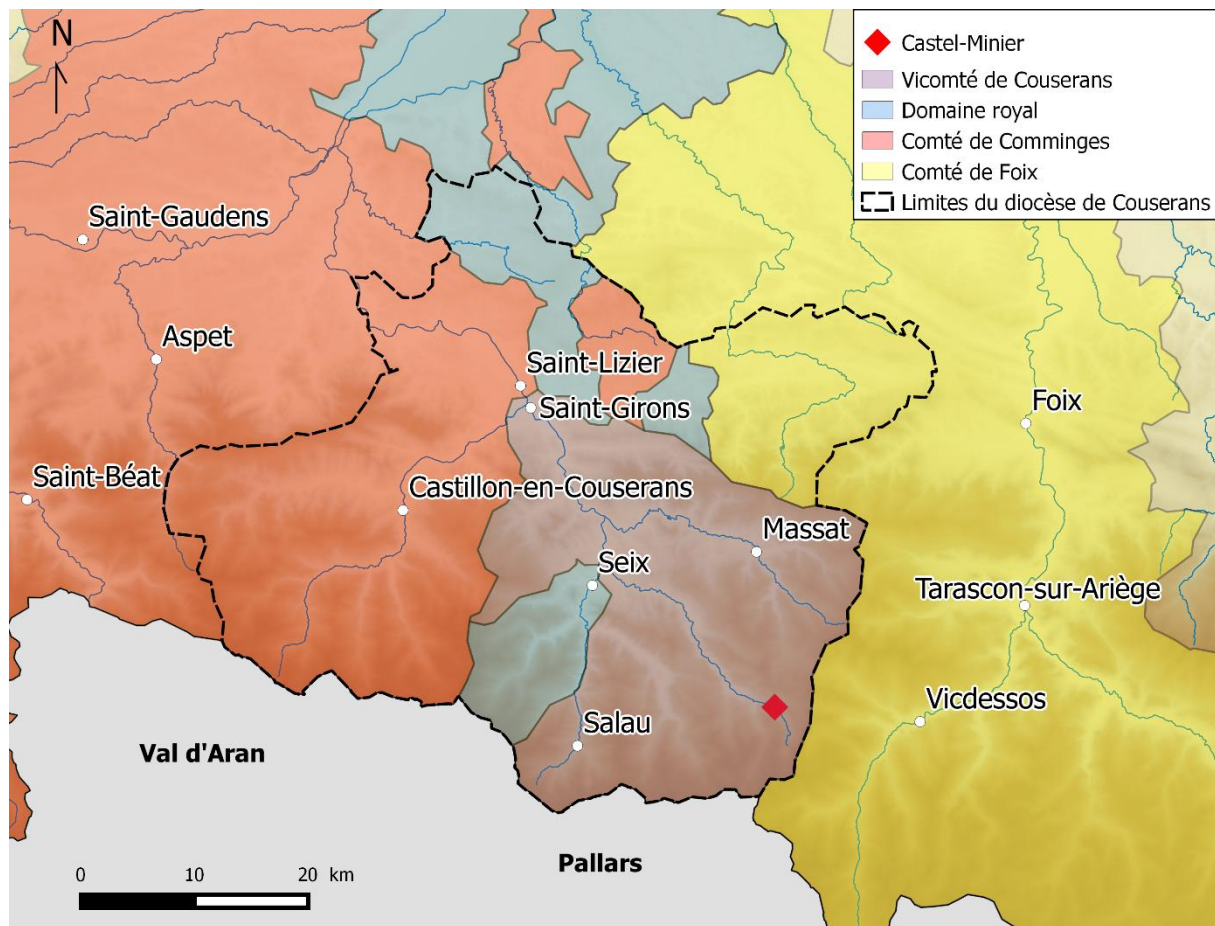 N
Castel-Minier
Vicomté de Couserans
Domaine royal
Comté de Comminges
Comté de Foix
Limites du diocèse de Couserans
Saint-Gaudens
Aspet
Saint-Lizier
Saint-Girons
Foix
Saint-Béat
Castillon-en-Couserans
Massat
Seix
Tarascon-sur-Ariège
Vicdessos
Salau
Val d'Aran
Pallars
0 10 20 km